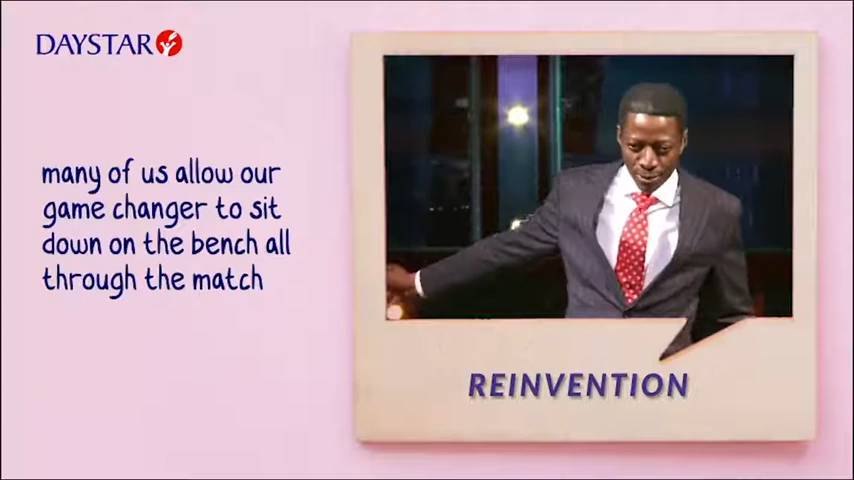 DAYSTAR
many of us allow our
game changer to sit
down on the bench all
through the match
REINVENTION